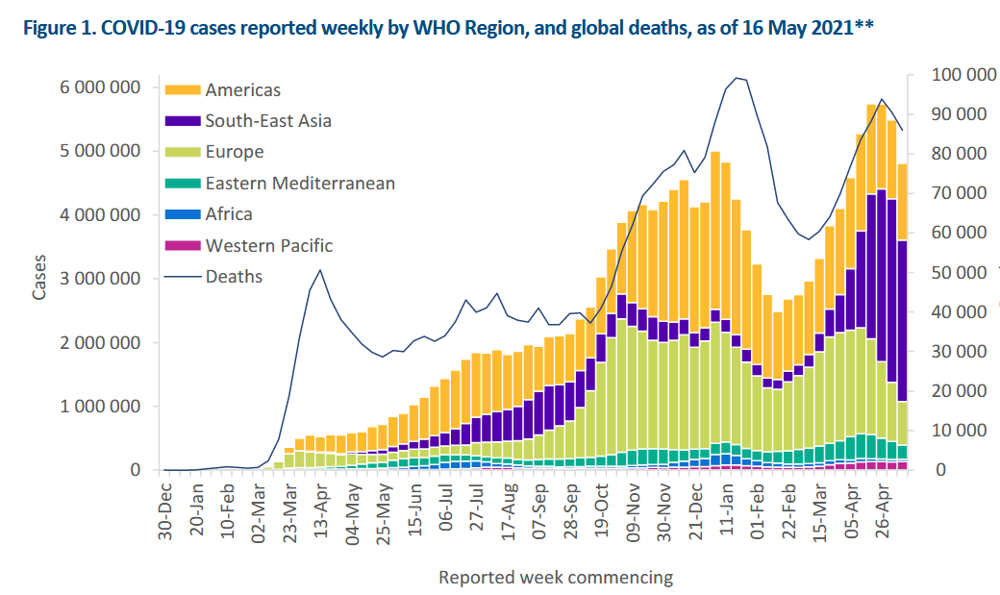 Figure 1. COVID-19 cases reported weekly by WHO Region, and global deaths, as of 16 May 2021**
6 000 000
5 000 000
4 000 000
3 000 000
2 000 000
1 000 000
0
Cases
Americas
South-East Asia
Europe
Eastern Mediterranean
Africa
Western Pacific
Deaths
100 000
90 000
80 000
70 000
60 000
50 000
40 000
30 000
20 000
10 000
0
30-Dec
20-Jan
10-Feb
02-Mar
23-Mar
13-Apr
04-May
25-May
15-Jun
06-Jul
27-Jul
17-Aug
07-Sep
28-Sep
19-Oct
09-Nov
30-Nov
21-Dec
11-Jan
01-Feb
22-Feb
15-Mar
05-Apr
26-Apr
Reported week commencing